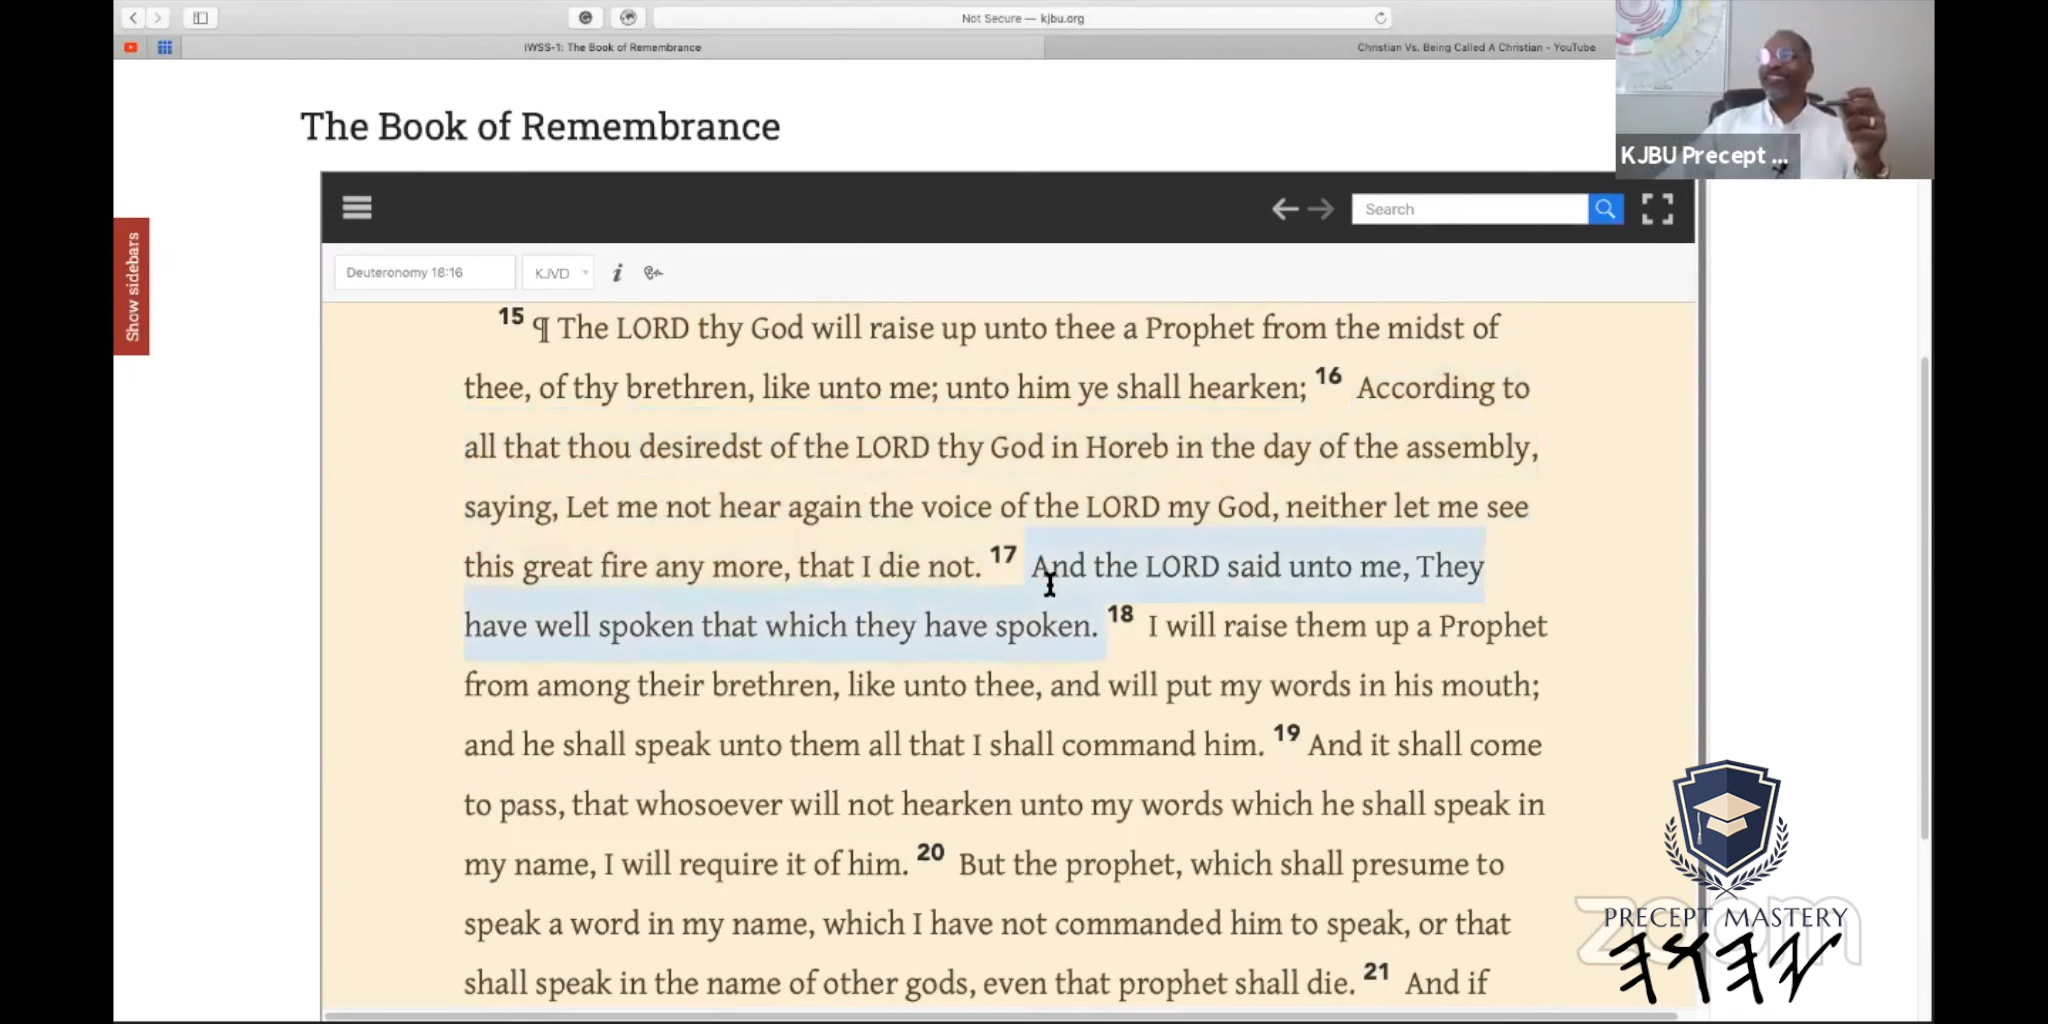 Not Secure — kjbu.org
IWSS-1: The Book of Remembrance
Christian Vs. Being Called A Christian - YouTube
KJBU Precept ...
The Book of Remembrance
Show sidebars
Search
Deuteronomy 18:16
KJVD
i
15 ¶ The LORD thy God will raise up unto thee a Prophet from the midst of
thee, of thy brethren, like unto me; unto him ye shall hearken; 16 According to
all that thou desiredst of the LORD thy God in Horeb in the day of the assembly,
saying, Let me not hear again the voice of the LORD my God, neither let me see
this great fire any more, that I die not. 17 And the LORD said unto me, They
have well spoken that which they have spoken. 18 I will raise them up a Prophet
from among their brethren, like unto thee, and will put my words in his mouth;
and he shall speak unto them all that I shall command him. 19 And it shall come
to pass, that whosoever will not hearken unto my words which he shall speak in
my name, I will require it of him. 20 But the prophet, which shall presume to
speak a word in my name, which I have not commanded him to speak, or that
shall speak in the name of other gods, even that prophet shall die. 21 And if
PRECEPT MASTERY
zoom